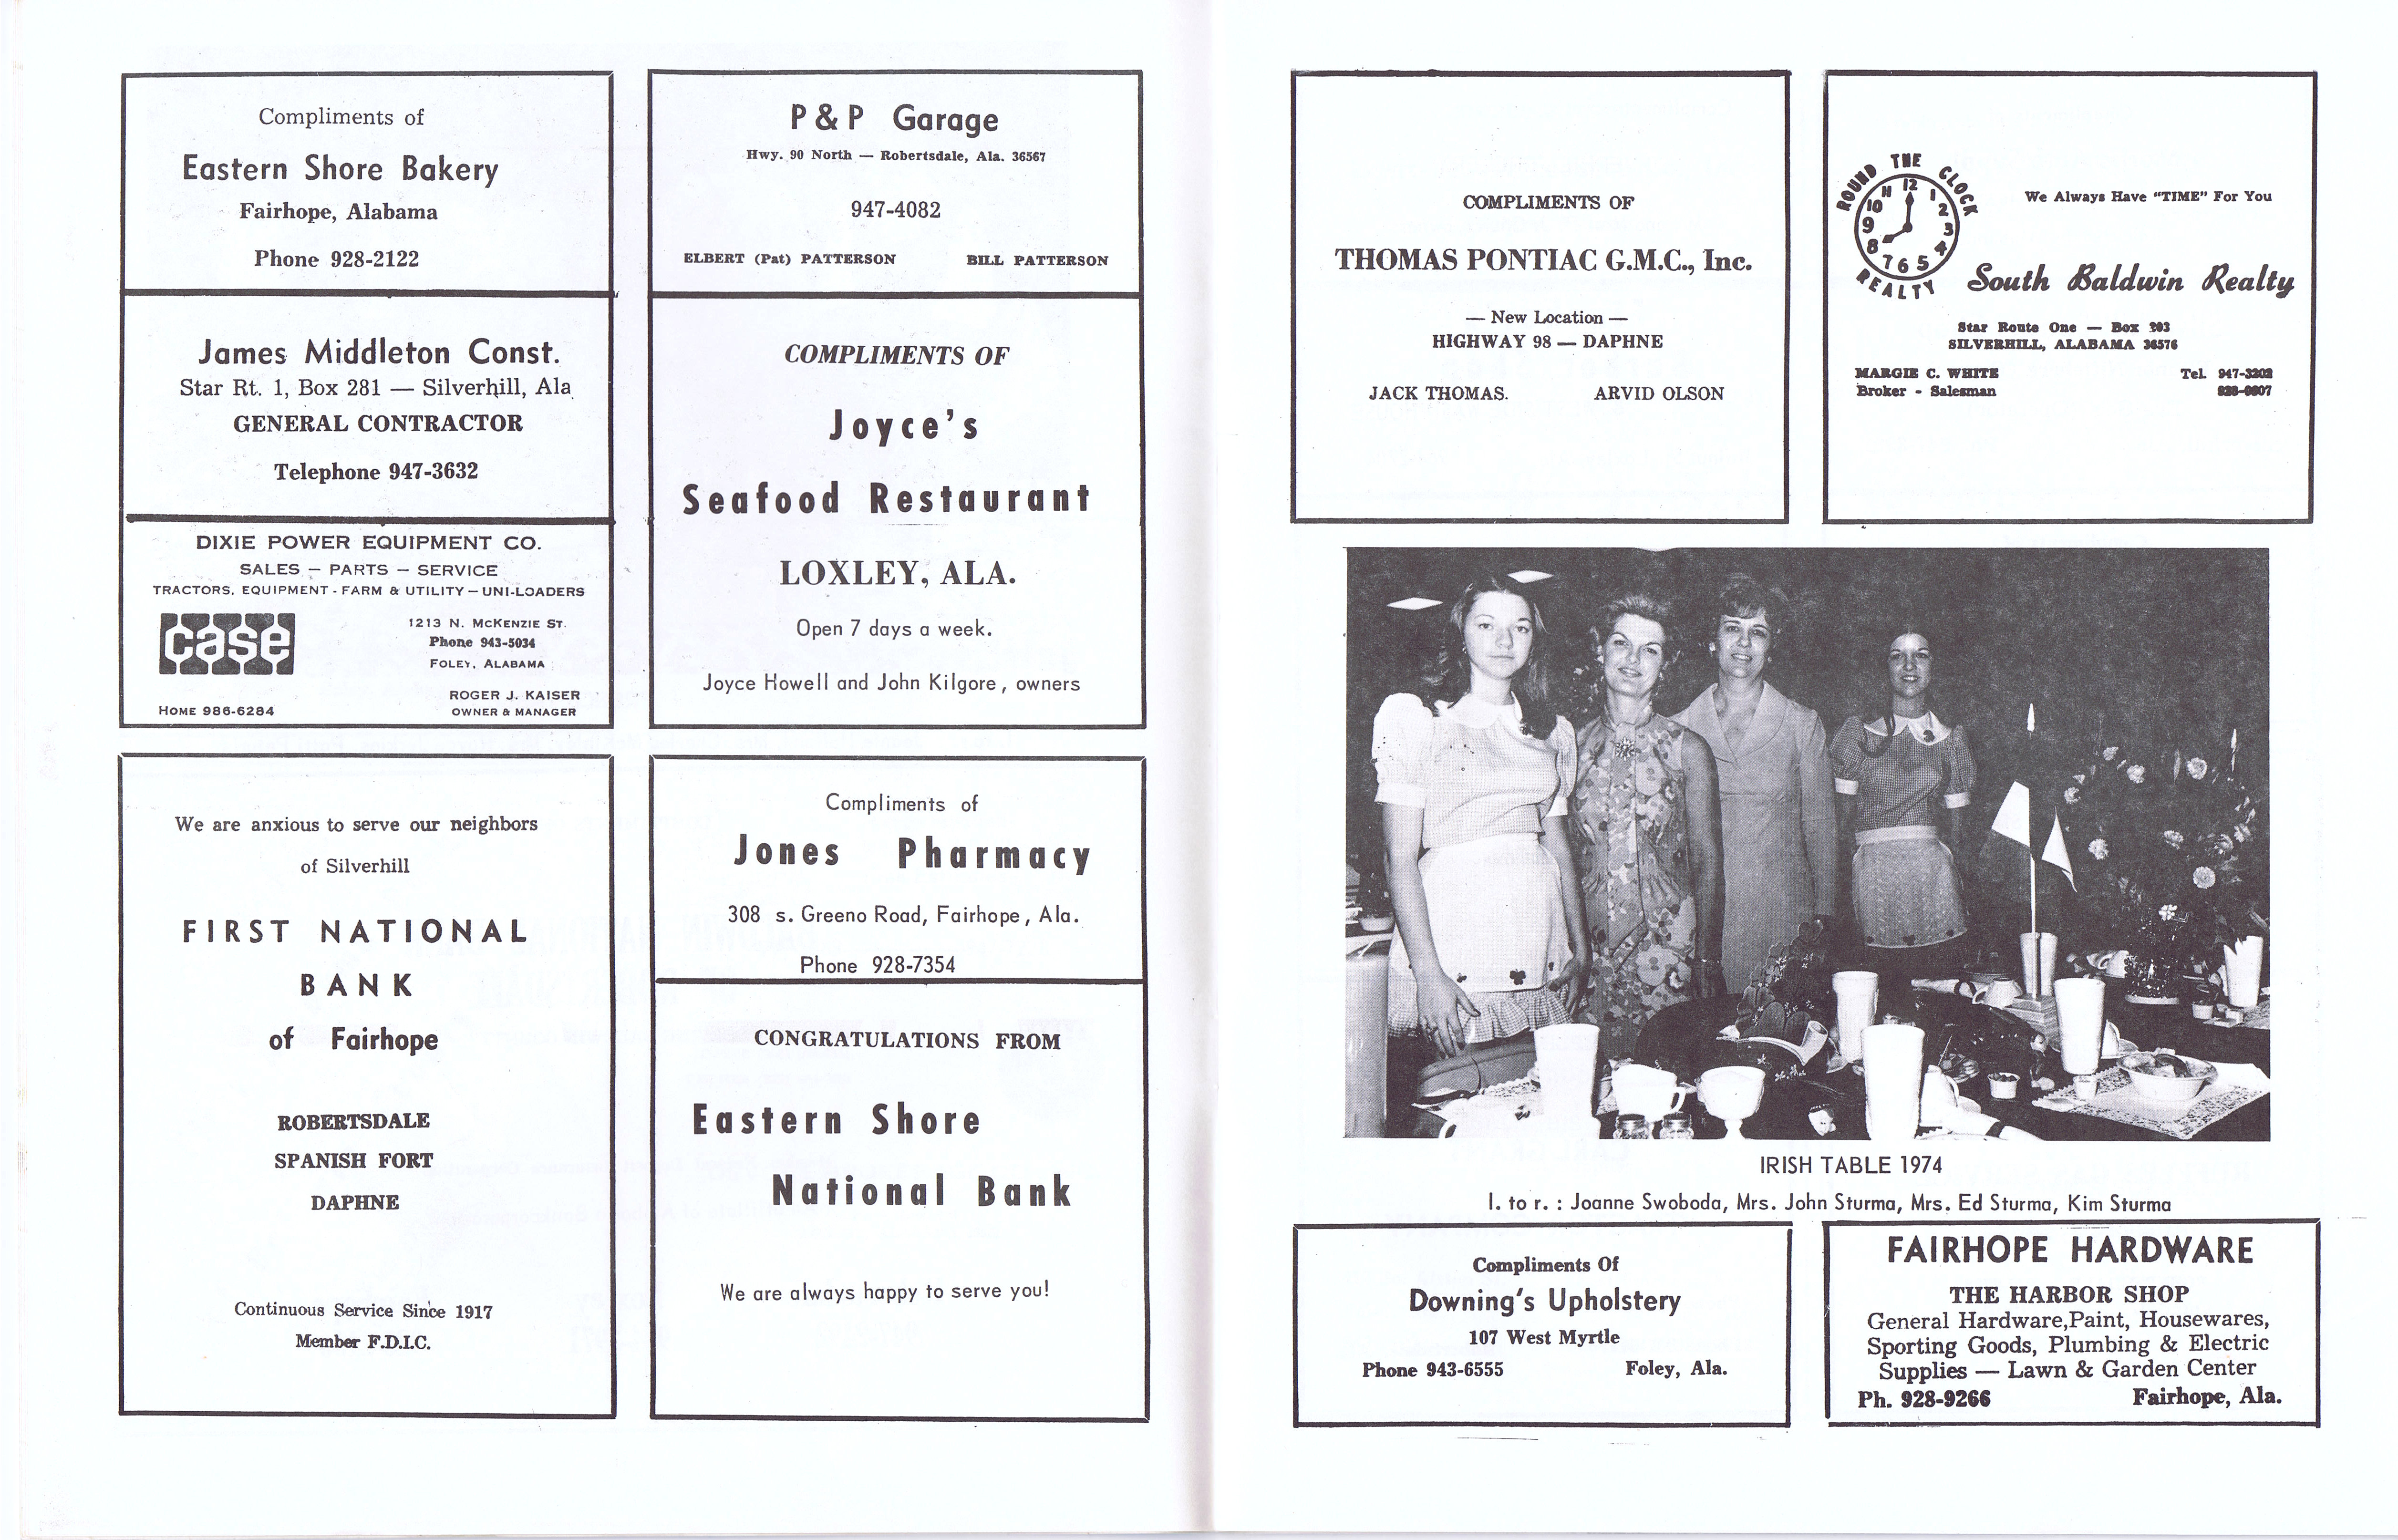 Compliments of
Eastern Shore Bakery
Fairhope, Alabama
Phone 928-2122
James Middleton Const.
Star Rt. 1, Box 281 — Silverhill, Ala
GENERAL CONTRACTOR
Telephone 947-3632
DIXIE POWER EQUIPMENT CO.
SALES — PARTS — SERVICE
TRACTORS, EQUIPMENT - FARM & UTILITY — UNI-LOADERS
case
1213 N. McKENZIE ST.
Phone 943-5034
FOLEY, ALABAMA
ROGER J. KAISER
HOME 986-6284
OWNER & MANAGER
We are anxious to serve our neighbors
of Silverhill
FIRST NATIONAL
BANK
of Fairhope
ROBERTSDALE
SPANISH FORT
DAPHNE
Continuous Service Since 1917
Member F.D.I.C.
P & P Garage
Hwy. 90 North — Robertsdale, Ala. 36567
947-4082
ELBERT (Pat) PATTERSON BILL PATTERSON
COMPLIMENTS OF
Joyce's
Seafood Restaurant
LOXLEY, ALA.
Open 7 days a week.
Joyce Howell and John Kilgore, owners
Compliments of
Jones Pharmacy
308 s. Greeno Road, Fairhope, Ala.
Phone 928-7354
CONGRATULATIONS FROM
Eastern Shore
National Bank
We are always happy to serve you!
COMPLIMENTS OF
THOMAS PONTIAC G.M.C., Inc.
— New Location —
HIGHWAY 98 — DAPHNE
JACK THOMAS. ARVID OLSON
ROUND THE CLOCK
12 1 2 3 4 5 6 7 8 9 10 11
REALTY
We Always Have "TIME" For You
South Baldwin Realty
Star Route One — Box
SILVERHILL, ALABAMA 36576
MARGIE C. WHITE Tel. 947-3202
Broker - Salesman
IRISH TABLE 1974
l. to r. : Joanne Swoboda, Mrs. John Sturma, Mrs. Ed Sturma, Kim Sturma
Compliments Of
Downing's Upholstery
107 West Myrtle
Phone 943-6555 Foley, Ala.
FAIRHOPE HARDWARE
THE HARBOR SHOP
General Hardware,Paint, Housewares,
Sporting Goods, Plumbing & Electric
Supplies — Lawn & Garden Center
Ph. 928-9266 Fairhope, Ala.